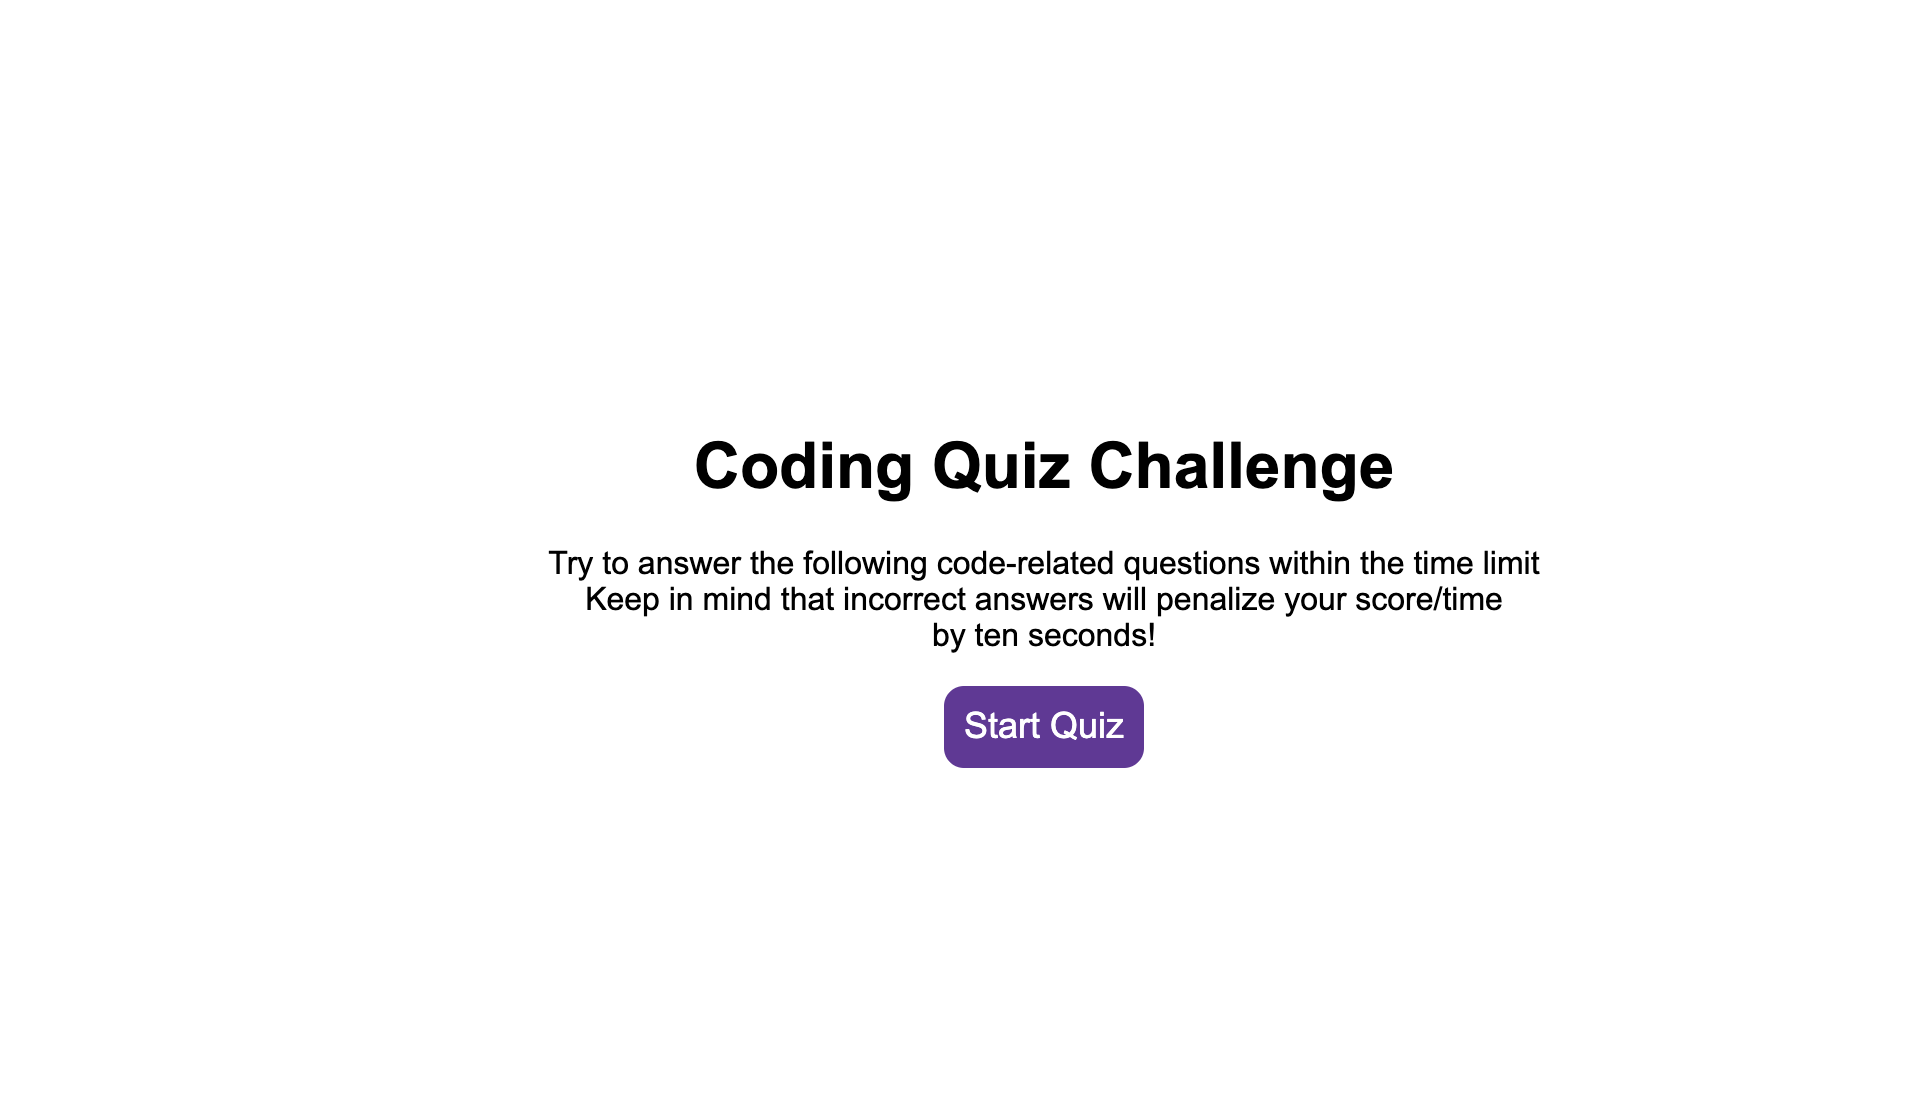 Coding Quiz Challenge
Try to answer the following code-related questions within the time limit
Keep in mind that incorrect answers will penalize your score/time
by ten seconds!
Start Quiz